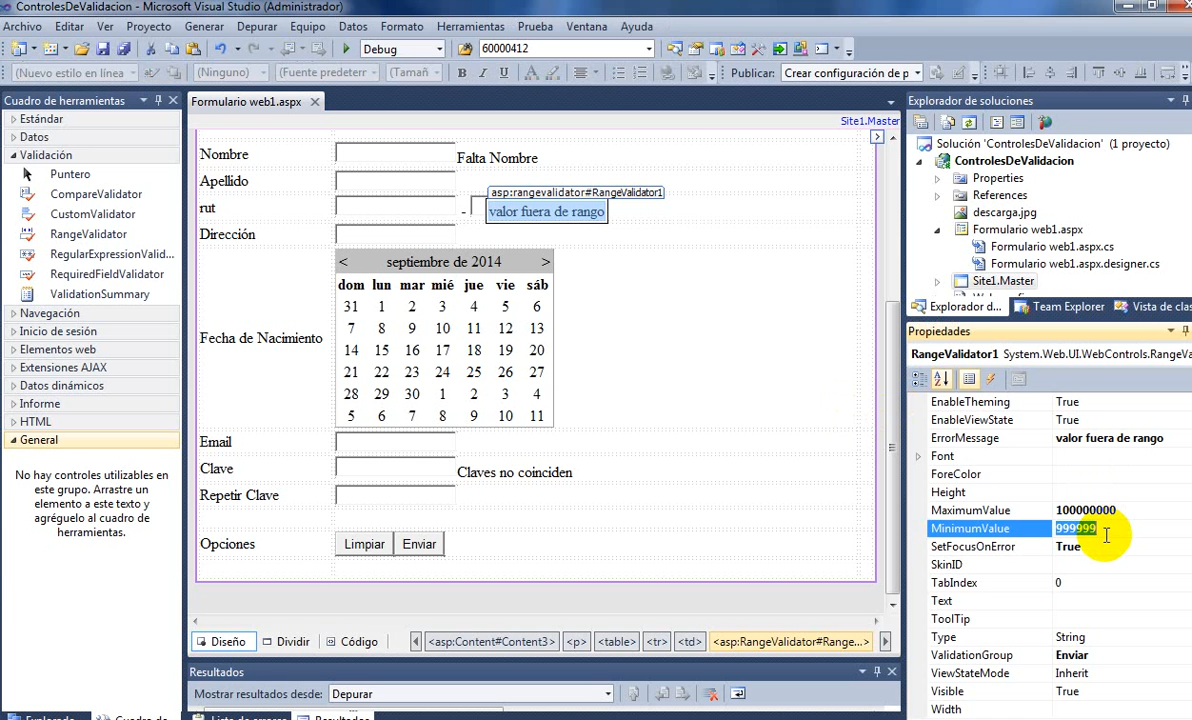 ControlesDeValidacion - Microsoft Visual Studio (Administrador)
Archivo Editar Ver Proyecto Generar Depurar Equipo Datos Formato Herramientas Prueba Ventana Ayuda
Debug 60000412
(Nuevo estilo en línea (Ninguno) (Fuente predeterr (Tamañ B I U A Publicar: Crear configuración de p
Cuadro de herramientas
Estándar
Datos
Validación
Puntero
CompareValidator
CustomValidator
RangeValidator
RegularExpressionValid...
RequiredFieldValidator
ValidationSummary
Navegación
Inicio de sesión
Elementos web
Extensiones AJAX
Datos dinámicos
Informe
HTML
General
No hay controles utilizables en
este grupo. Arrastre un
elemento a este texto y
agréguelo al cuadro de
herramientas.
Formulario web1.aspx
Site1.Master
Nombre Falta Nombre
Apellido
asp:rangevalidator#RangeValidator1
rut - valor fuera de rango
Dirección
< septiembre de 2014 >
dom lun mar mié jue vie sáb
31 1 2 3 4 5 6
7 8 9 10 11 12 13
Fecha de Nacimiento
14 15 16 17 18 19 20
21 22 23 24 25 26 27
28 29 30 1 2 3 4
5 6 7 8 9 10 11
Email
Clave Claves no coinciden
Repetir Clave
Opciones Limpiar Enviar
Diseño Dividir Código <asp:Content#Content3> <p> <table> <tr> <td> <asp:RangeValidator#Range...>
Resultados
Mostrar resultados desde: Depurar
Explorador de soluciones
Solución 'ControlesDeValidacion' (1 proyecto)
ControlesDeValidacion
Properties
References
descarga.jpg
Formulario web1.aspx
Formulario web1.aspx.cs
Formulario web1.aspx.designer.cs
Site1.Master
Explorador d... Team Explorer Vista de clas
Propiedades
RangeValidator1 System.Web.UI.WebControls.RangeVa
EnableTheming True
EnableViewState True
ErrorMessage valor fuera de rango
Font
ForeColor
Height
MaximumValue 100000000
MinimumValue 999999
SetFocusOnError True
SkinID
TabIndex 0
Text
ToolTip
Type String
ValidationGroup Enviar
ViewStateMode Inherit
Visible True
Width